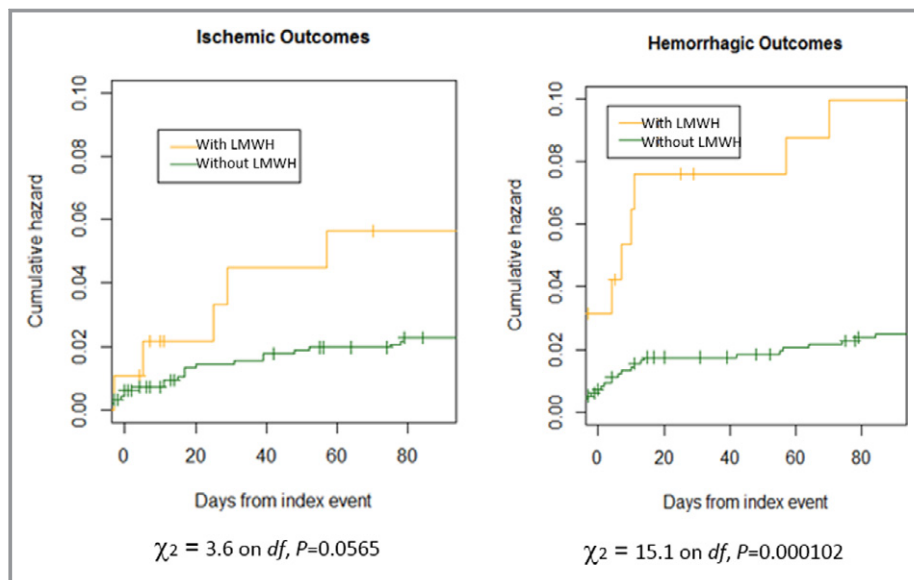 Ischemic Outcomes
Cumulative hazard
0.00 0.02 0.04 0.06 0.08 0.10
With LMWH
Without LMWH
0 20 40 60 80
Days from index event
χ2 = 3.6 on df, P=0.0565
Hemorrhagic Outcomes
Cumulative hazard
0.00 0.02 0.04 0.06 0.08 0.10
With LMWH
Without LMWH
0 20 40 60 80
Days from index event
χ2 = 15.1 on df, P=0.000102